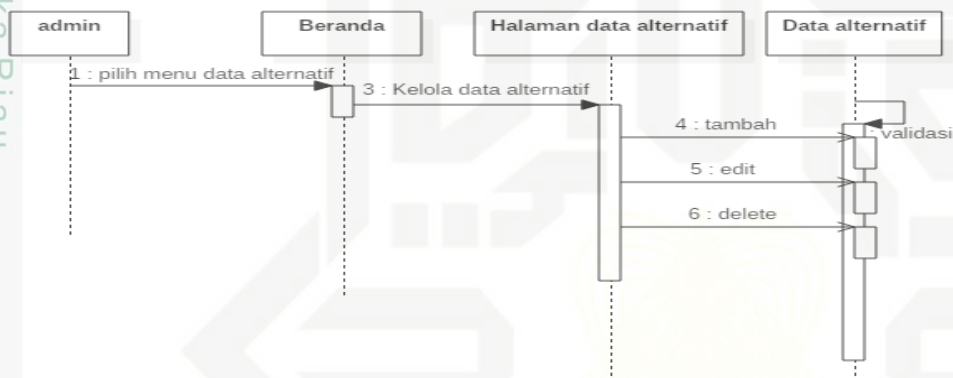 admin
Beranda
Halaman data alternatif
Data alternatif
1 : pilih menu data alternatif
3 : Kelola data alternatif
4 : tambah
: validasi
5 : edit
6 : delete